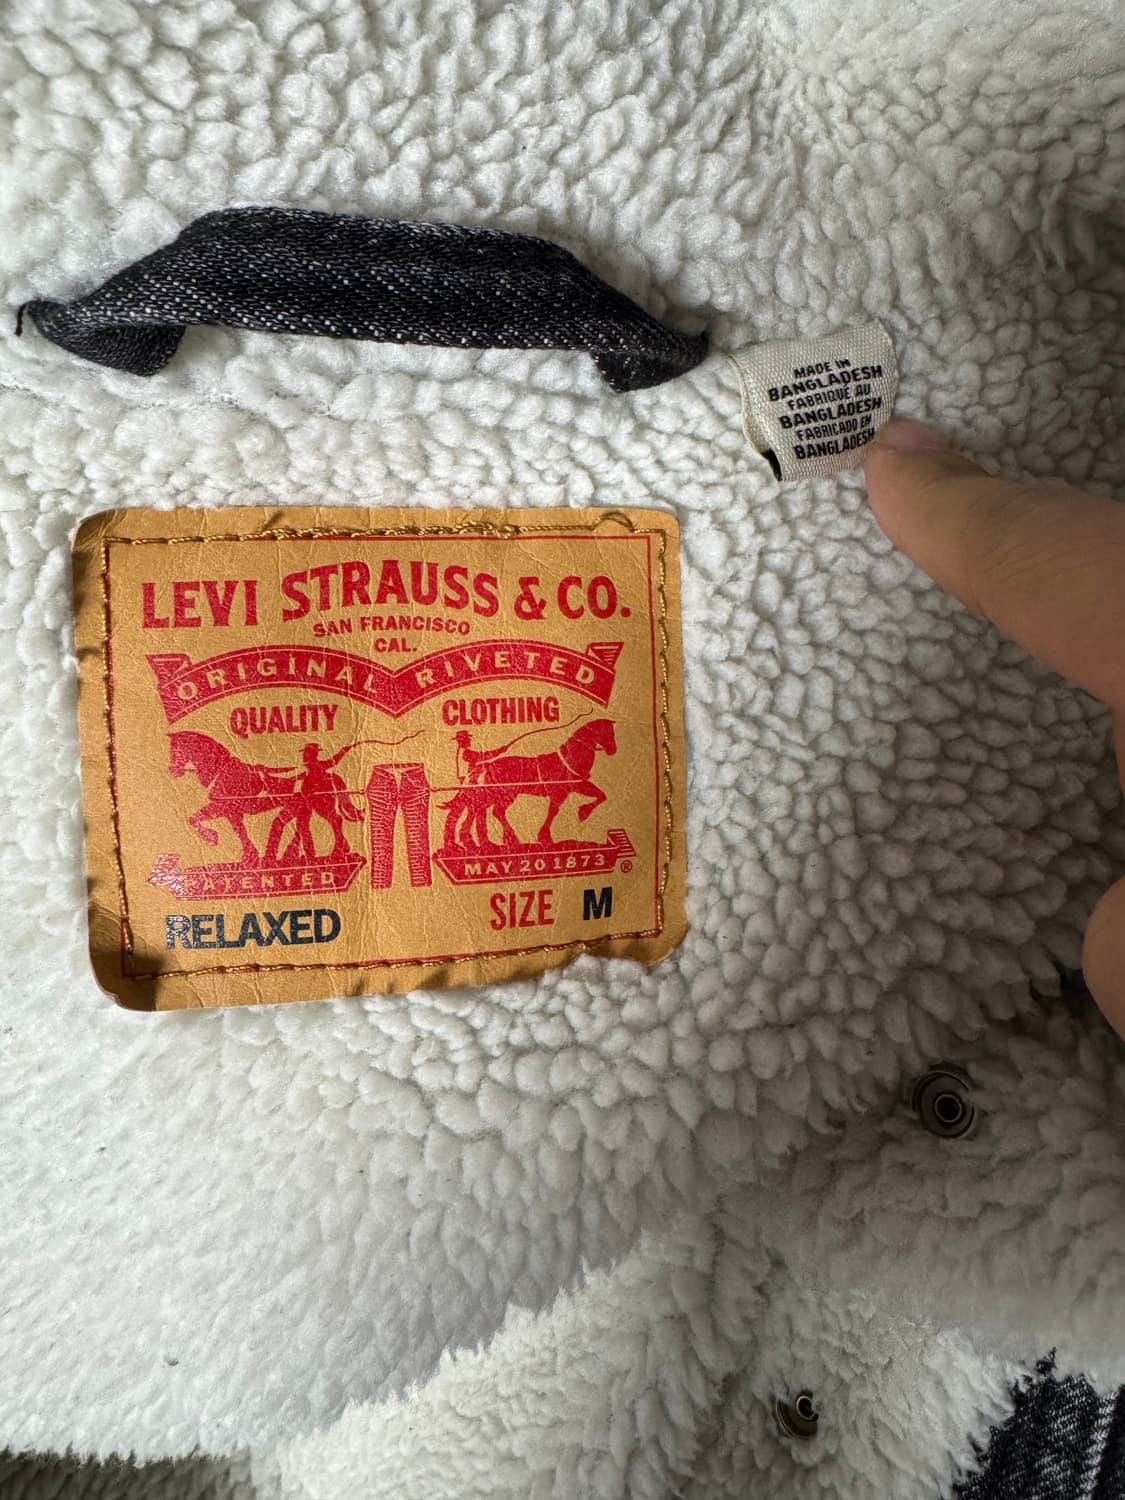 MADE IN
BANGLADESH
FABRIQUÉ AU
BANGLADESH
FABRICADO EN
BANGLADESH
LEVI STRAUSS & CO.
SAN FRANCISCO
CAL.
ORIGINAL RIVETED
QUALITY CLOTHING
PATENTED MAY 20 1873 ®
RELAXED SIZE M